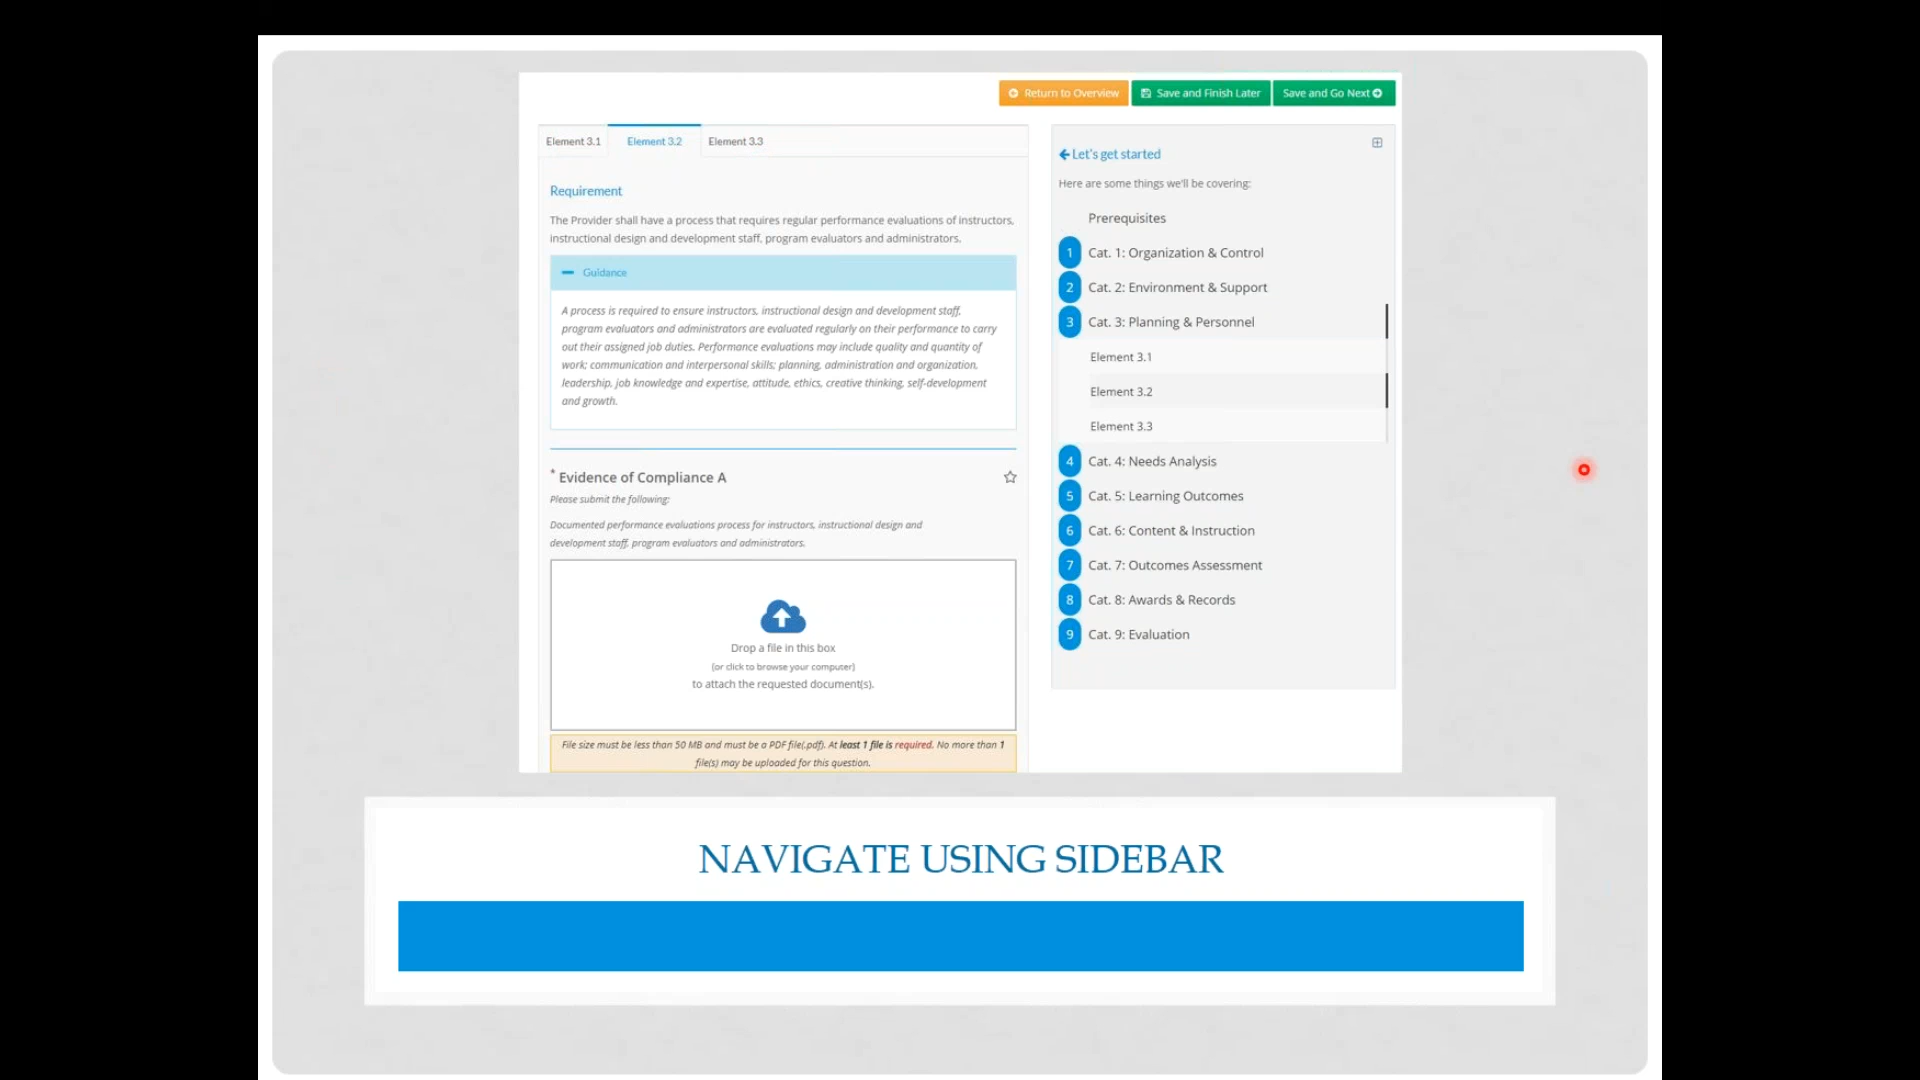 Return to Overview
Save and Finish Later
Save and Go Next
Element 3.1
Element 3.2
Element 3.3
Requirement
The Provider shall have a process that requires regular performance evaluations of instructors,
instructional design and development staff, program evaluators and administrators.
Guidance
A process is required to ensure instructors, instructional design and development staff,
program evaluators and administrators are evaluated regularly on their performance to carry
out their assigned job duties. Performance evaluations may include quality and quantity of
work; communication and interpersonal skills; planning, administration and organization,
leadership, job knowledge and expertise, attitude, ethics, creative thinking, self-development
and growth.
* Evidence of Compliance A
Please submit the following:
Documented performance evaluations process for instructors, instructional design and
development staff, program evaluators and administrators.
Drop a file in this box
(or click to browse your computer)
to attach the requested document(s).
File size must be less than 50 MB and must be a PDF file(.pdf). At least 1 file is required. No more than 1
file(s) may be uploaded for this question.
Let's get started
Here are some things we'll be covering:
Prerequisites
1 Cat. 1: Organization & Control
2 Cat. 2: Environment & Support
3 Cat. 3: Planning & Personnel
Element 3.1
Element 3.2
Element 3.3
4 Cat. 4: Needs Analysis
5 Cat. 5: Learning Outcomes
6 Cat. 6: Content & Instruction
7 Cat. 7: Outcomes Assessment
8 Cat. 8: Awards & Records
9 Cat. 9: Evaluation
NAVIGATE USING SIDEBAR